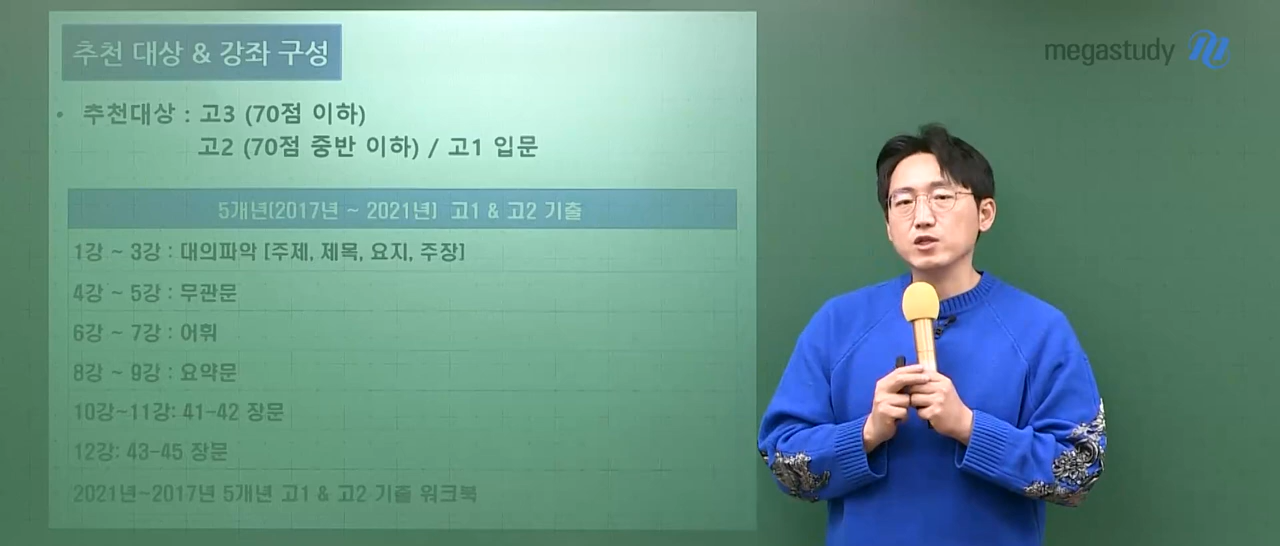 추천 대상 & 강좌 구성
megastudy
• 추천대상 : 고3 (70점 이하)
고2 (70점 중반 이하) / 고1 입문
5개년(2017년 ~ 2021년) 고1 & 고2 기출
1강 ~ 3강 : 대의파악 [주제, 제목, 요지, 주장]
4강 ~ 5강 : 무관문
6강 ~ 7강 : 어휘
8강 ~ 9강 : 요약문
10강~11강: 41-42 장문
12강: 43-45 장문
2021년~2017년 5개년 고1 & 고2 기출 워크북